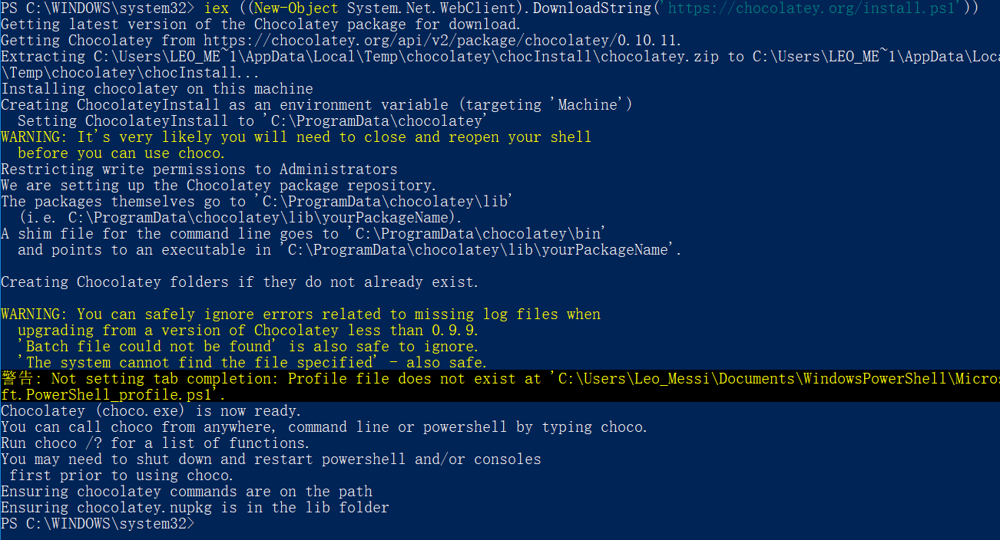 PS C:\WINDOWS\system32> iex ((New-Object System.Net.WebClient).DownloadString('https://chocolatey.org/install.ps1'))
Getting latest version of the Chocolatey package for download.
Getting Chocolatey from https://chocolatey.org/api/v2/package/chocolatey/0.10.11.
Extracting C:\Users\LEO_ME~1\AppData\Local\Temp\chocolatey\chocInstall\chocolatey.zip to C:\Users\LEO_ME~1\AppData\Loca
\Temp\chocolatey\chocInstall...
Installing chocolatey on this machine
Creating ChocolateyInstall as an environment variable (targeting 'Machine')
  Setting ChocolateyInstall to 'C:\ProgramData\chocolatey'
WARNING: It's very likely you will need to close and reopen your shell
  before you can use choco.
Restricting write permissions to Administrators
We are setting up the Chocolatey package repository.
The packages themselves go to 'C:\ProgramData\chocolatey\lib'
  (i.e. C:\ProgramData\chocolatey\lib\yourPackageName).
A shim file for the command line goes to 'C:\ProgramData\chocolatey\bin'
  and points to an executable in 'C:\ProgramData\chocolatey\lib\yourPackageName'.

Creating Chocolatey folders if they do not already exist.

WARNING: You can safely ignore errors related to missing log files when
  upgrading from a version of Chocolatey less than 0.9.9.
  'Batch file could not be found' is also safe to ignore.
  'The system cannot find the file specified' - also safe.
警告: Not setting tab completion: Profile file does not exist at 'C:\Users\Leo_Messi\Documents\WindowsPowerShell\Micros
ft.PowerShell_profile.ps1'.
Chocolatey (choco.exe) is now ready.
You can call choco from anywhere, command line or powershell by typing choco.
Run choco /? for a list of functions.
You may need to shut down and restart powershell and/or consoles
 first prior to using choco.
Ensuring chocolatey commands are on the path
Ensuring chocolatey.nupkg is in the lib folder
PS C:\WINDOWS\system32>